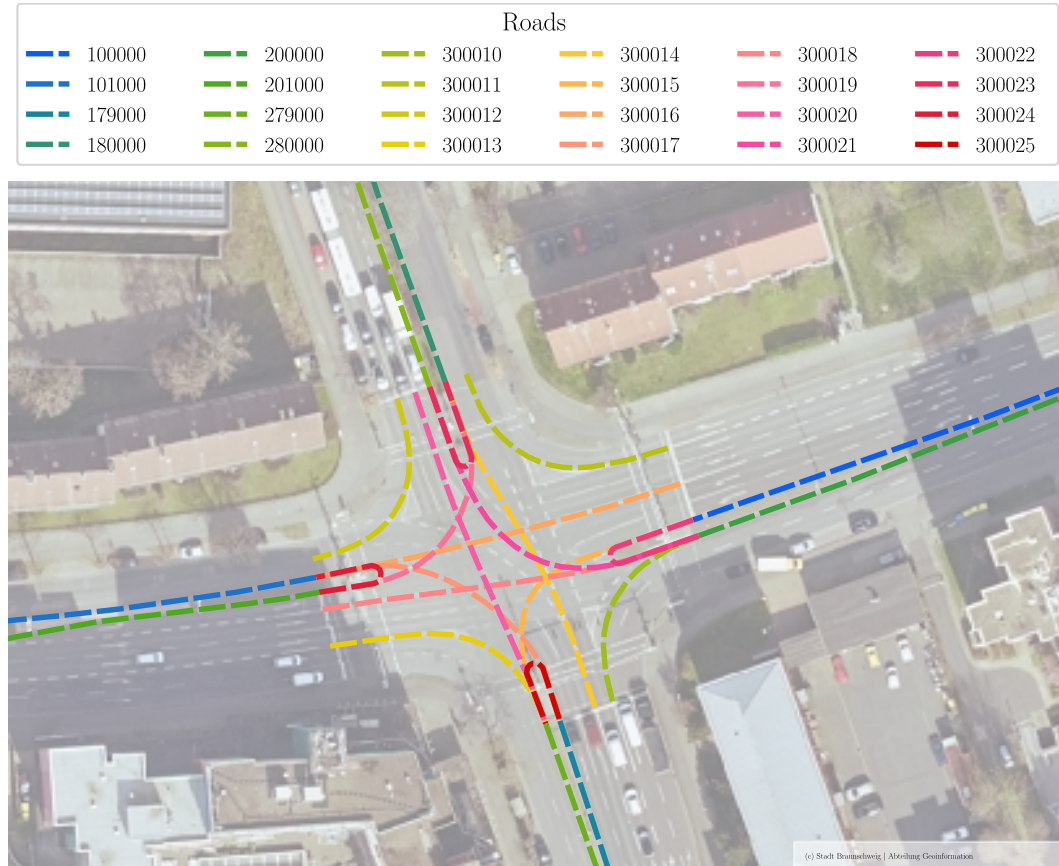 Roads
100000 200000 300010 300014 300018 300022
101000 201000 300011 300015 300019 300023
179000 279000 300012 300016 300020 300024
180000 280000 300013 300017 300021 300025
(c) Stadt Braunschweig | Abteilung Geoinformation